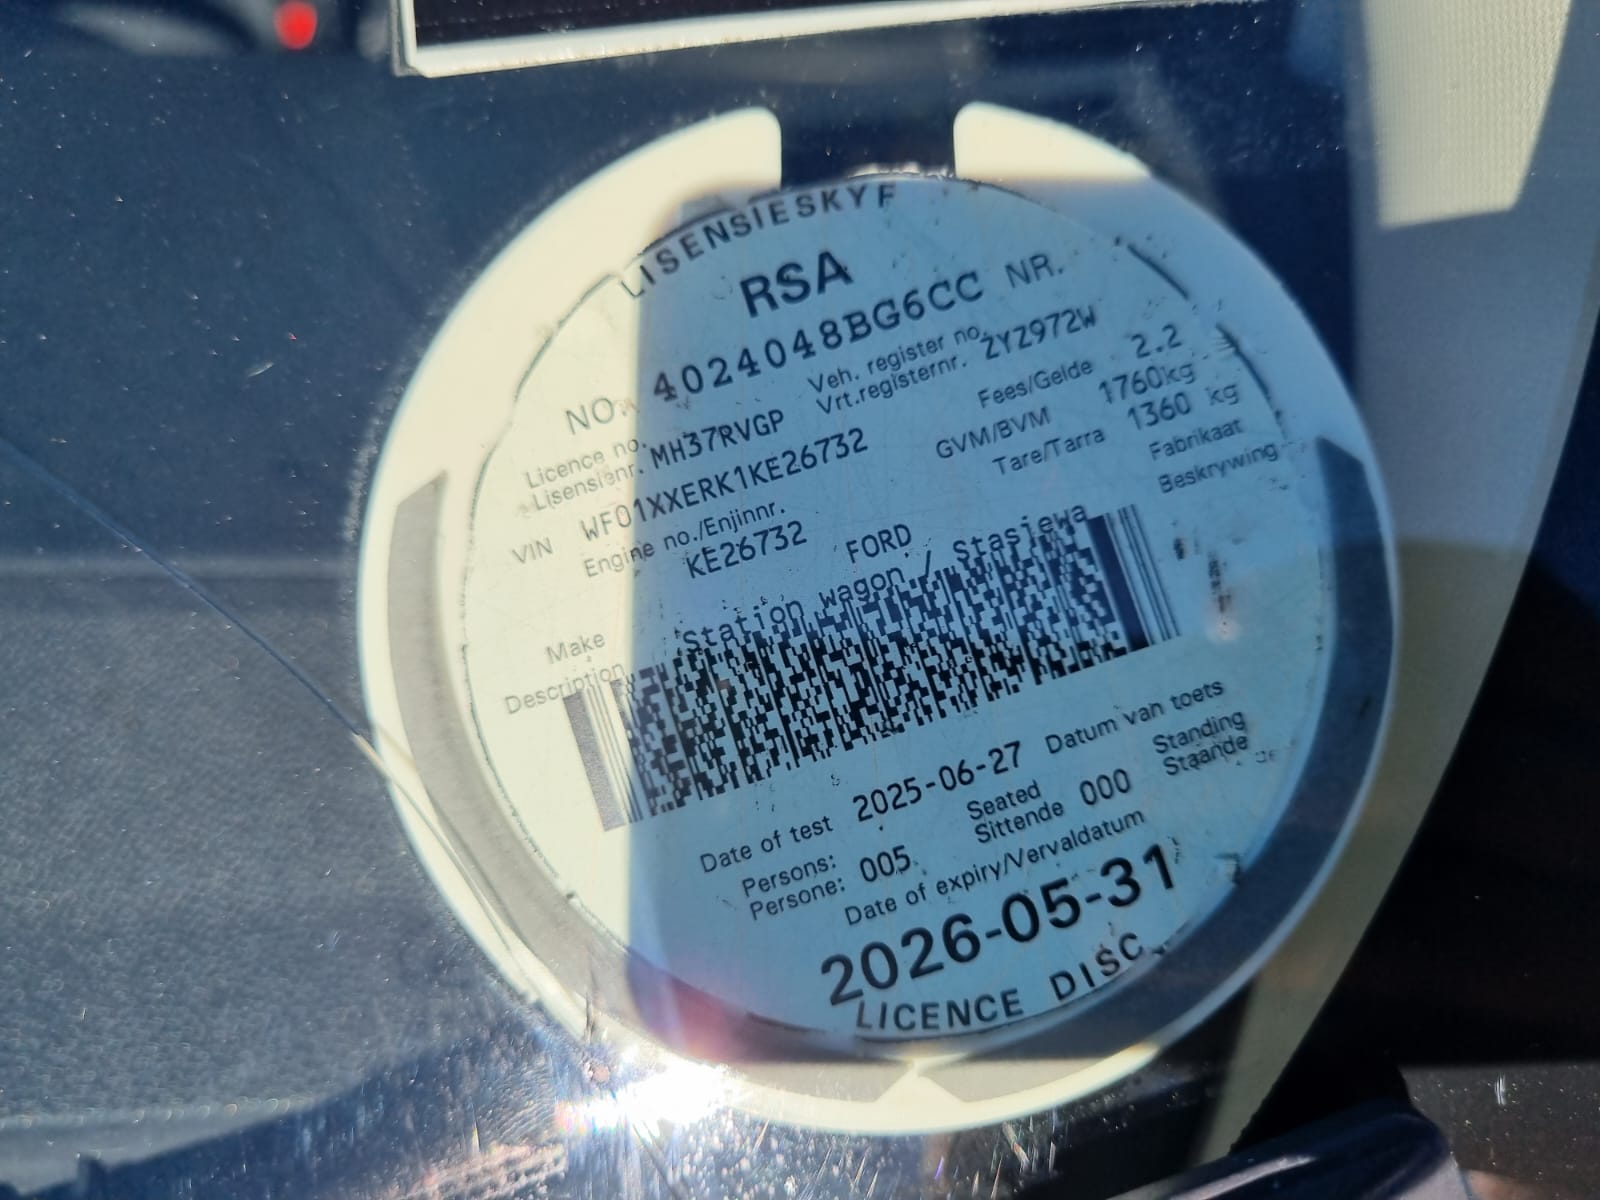 LISENSIESKYF
RSA
NO. 4024048BG6CC NR.
Licence no. Veh. register no.
Lisensienr. MH37RVGP Vrt.registernr. ZYZ972W
VIN WF01XXERK1KE26732 Fees/Gelde 2.2
Engine no./Enjinnr. GVM/BVM 1760kg
KE26732 Tare/Tarra 1360 kg
Make FORD Fabrikaat
Description Station wagon / Stasiewa Beskrywing
Date of test 2025-06-27 Datum van toets
Persons: Seated Standing
Persone: 005 Sittende 000 Staande
Date of expiry/Vervaldatum
2026-05-31
LICENCE DISC